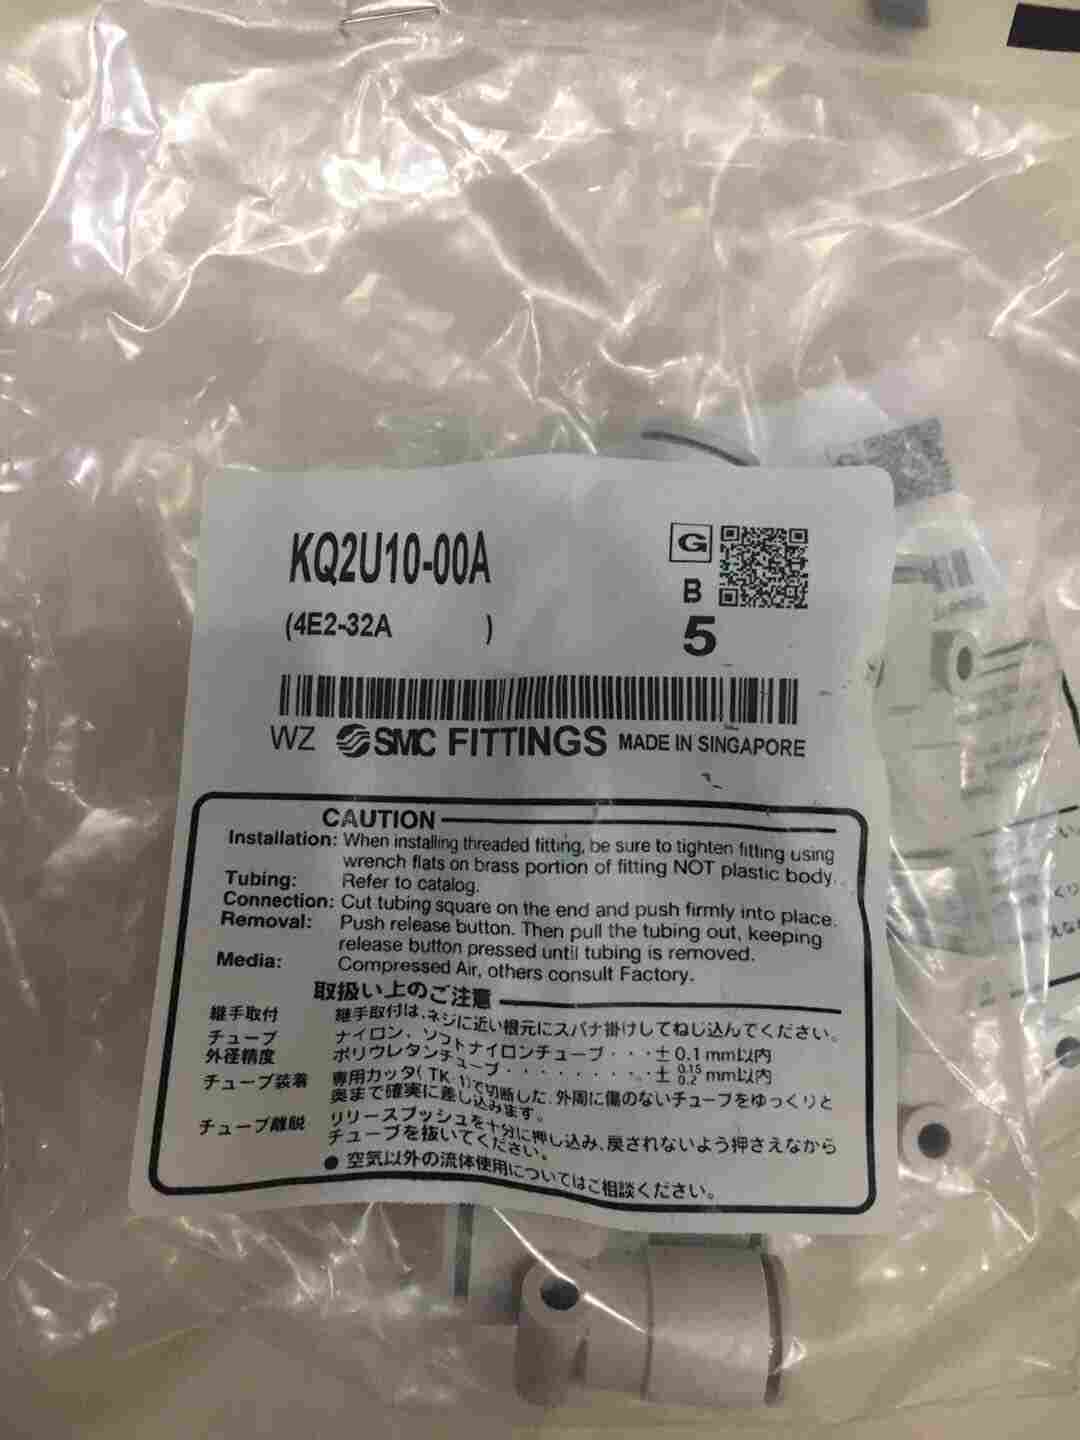 KQ2U10-00A
G
B
(4E2-32A )
5
WZ SMC FITTINGS MADE IN SINGAPORE
CAUTION
Installation: When installing threaded fitting, be sure to tighten fitting using
wrench flats on brass portion of fitting NOT plastic body.
Tubing: Refer to catalog.
Connection: Cut tubing square on the end and push firmly into place.
Removal: Push release button. Then pull the tubing out, keeping
release button pressed until tubing is removed.
Media: Compressed Air, others consult Factory.
取扱い上のご注意
継手取付 継手取付は、ネジに近い根元にスパナ掛けしてねじ込んでください。
チューブ ナイロン、ソフトナイロンチューブ・・・± 0.1 mm以内
外径精度 ポリウレタンチューブ・・・・・・・・・± 0.15 0.2 mm以内
チューブ装着 専用カッタ(TK-1)で切断した、外周に傷のないチューブをゆっくりと
奥まで確実に差し込みます。
チューブ離脱 リリースプッシュを十分に押し込み、戻されないよう押さえながら
チューブを抜いてください。
● 空気以外の流体使用についてはご相談ください。